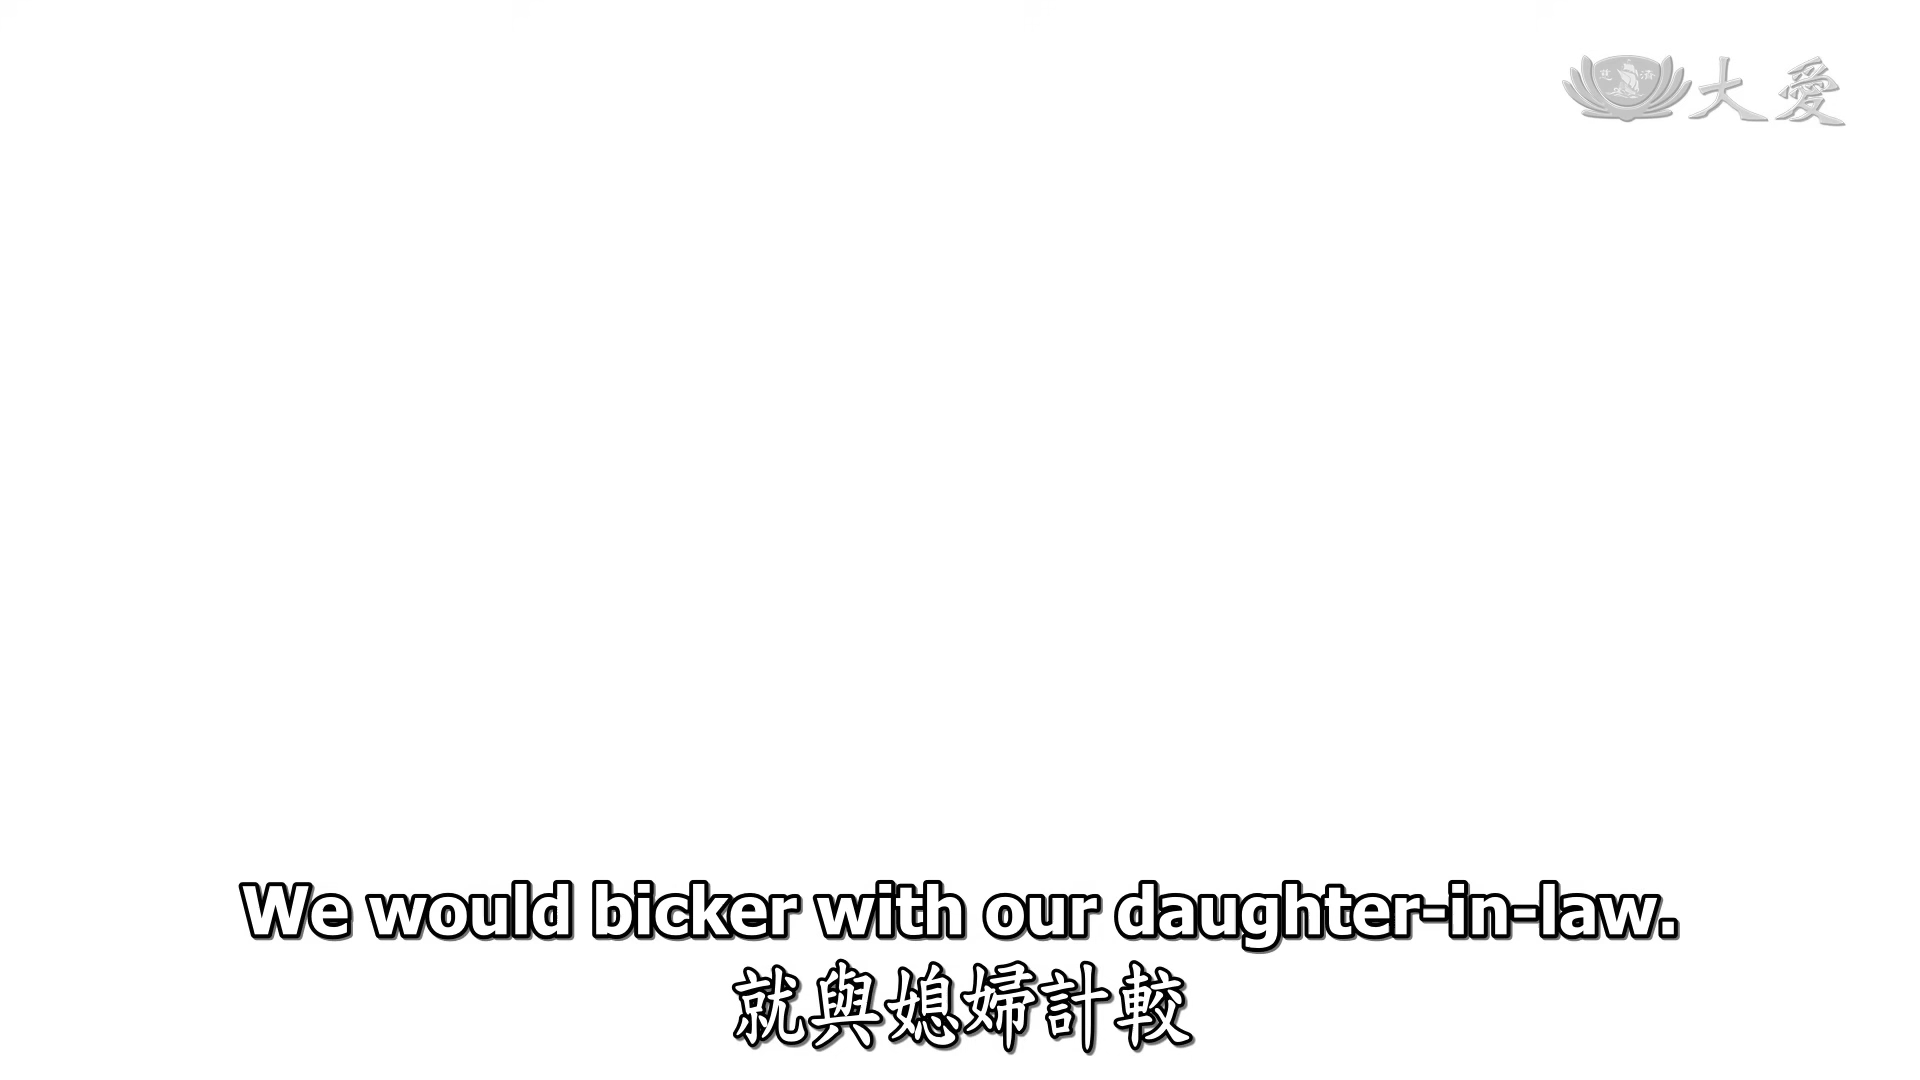 大愛
We would bicker with our daughter-in-law.
就與媳婦計較